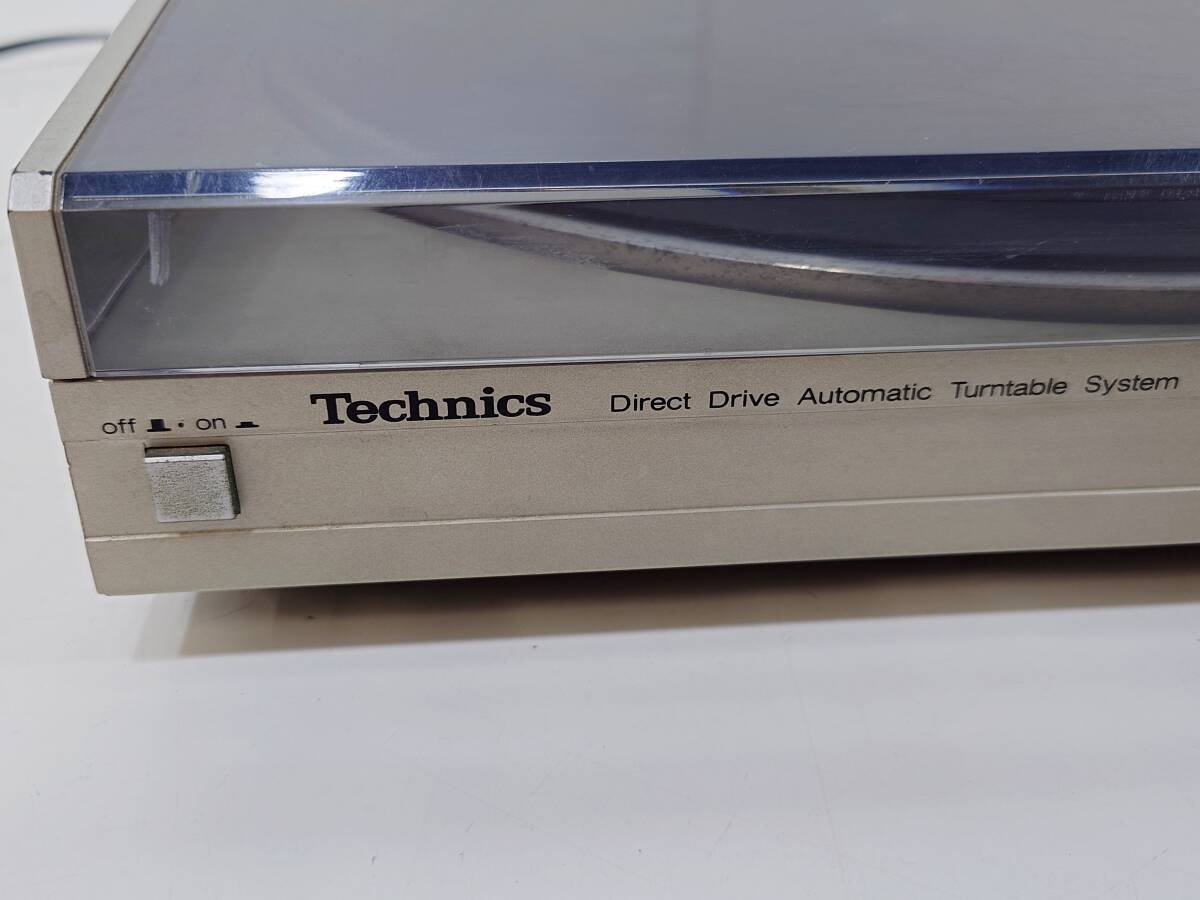 Technics Direct Drive Automatic Turntable System
off · on